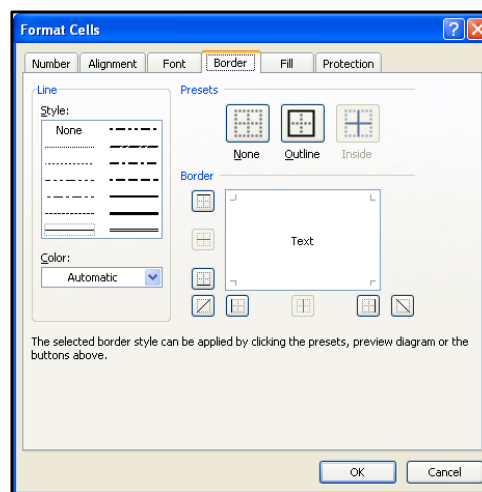 Format Cells
Number Alignment Font Border Fill Protection
Line
Style:
None
Color:
Automatic
Presets
None Outline Inside
Border
Text
The selected border style can be applied by clicking the presets, preview diagram or the
buttons above.
OK Cancel